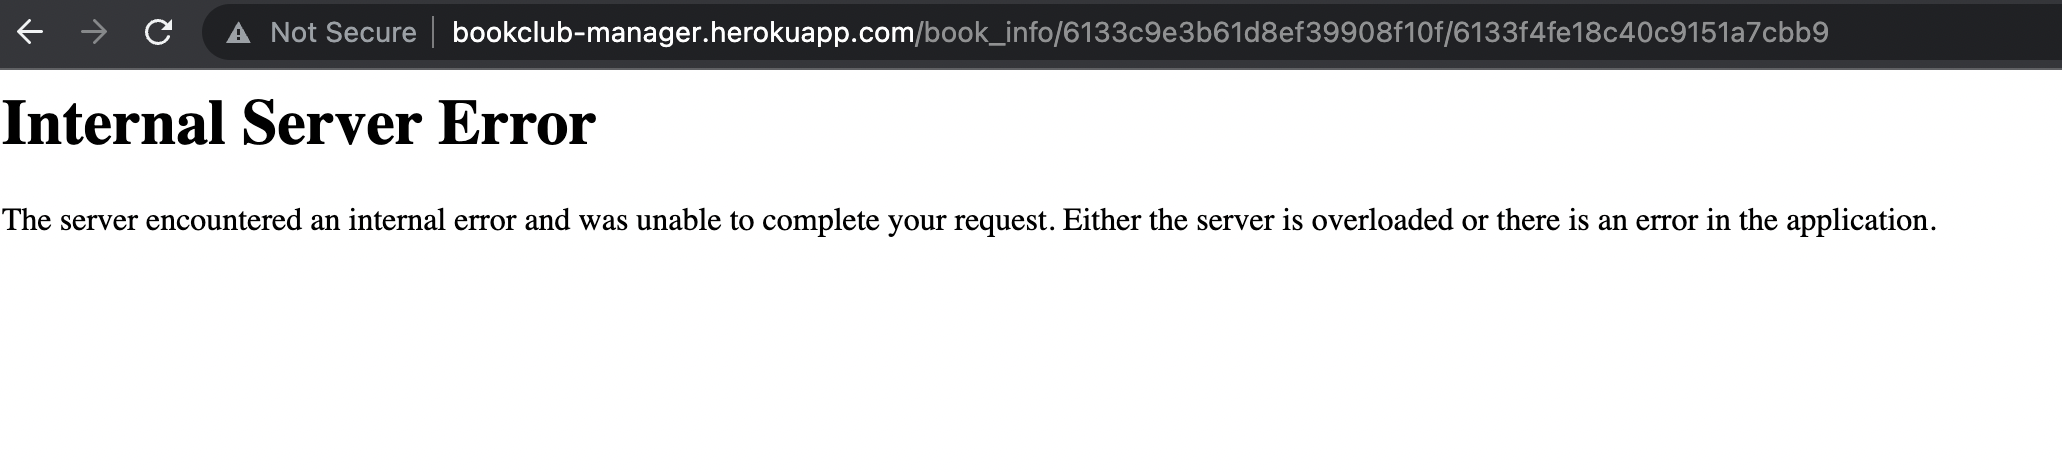 Not Secure bookclub-manager.herokuapp.com/book_info/6133c9e3b61d8ef39908f10f/6133f4fe18c40c9151a7cbb9
Internal Server Error
The server encountered an internal error and was unable to complete your request. Either the server is overloaded or there is an error in the application.